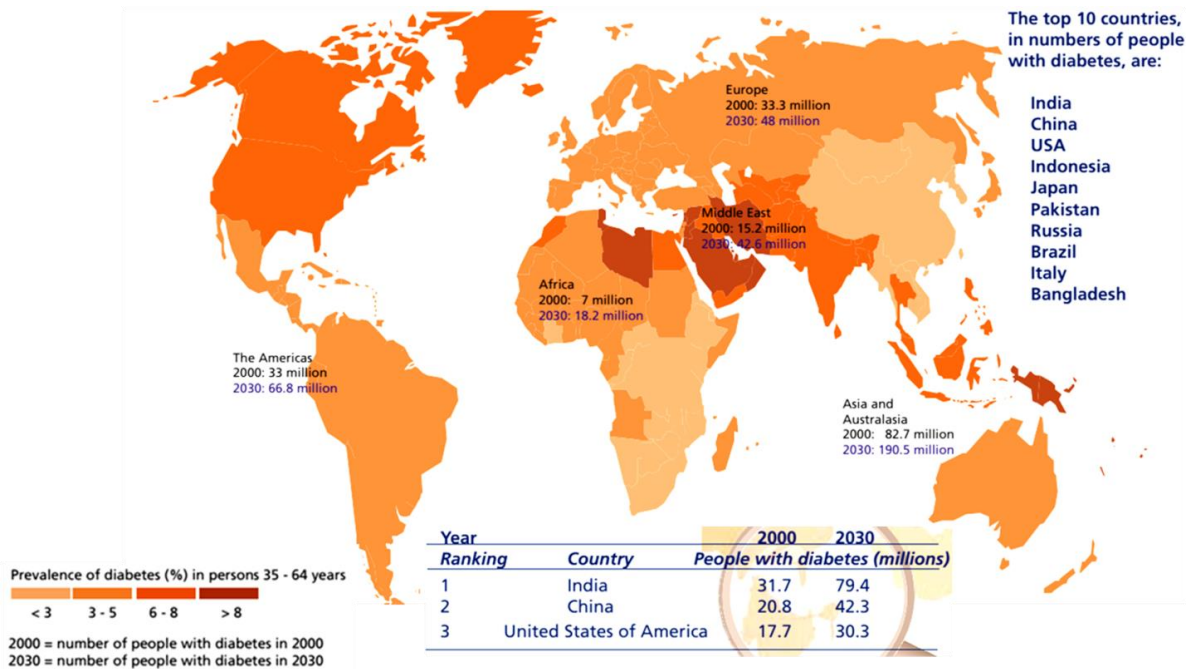 The top 10 countries,
in numbers of people
with diabetes, are:
India
China
USA
Indonesia
Japan
Pakistan
Russia
Brazil
Italy
Bangladesh
Europe
2000: 33.3 million
2030: 48 million
Middle East
2000: 15.2 million
2030: 42.6 million
Africa
2000: 7 million
2030: 18.2 million
The Americas
2000: 33 million
2030: 66.8 million
Asia and
Australasia
2000: 82.7 million
2030: 190.5 million
Year 2000 2030
Ranking Country People with diabetes (millions)
1 India 31.7 79.4
2 China 20.8 42.3
3 United States of America 17.7 30.3
Prevalence of diabetes (%) in persons 35 - 64 years
< 3 3 - 5 6 - 8 > 8
2000 = number of people with diabetes in 2000
2030 = number of people with diabetes in 2030